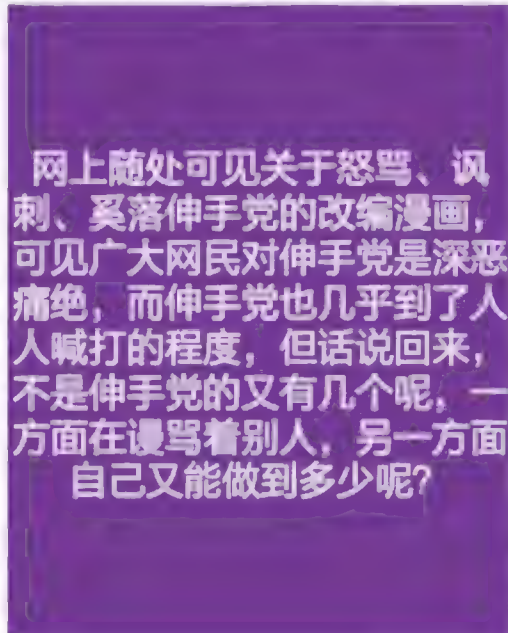 网上随处可见关于怒骂、讽
刺、奚落伸手党的改编漫画，
可见广大网民对伸手党是深恶
痛绝，而伸手党也几乎到了人
人喊打的程度，但话说回来，
不是伸手党的又有几个呢，一
方面在谩骂着别人，另一方面
自己又能做到多少呢？